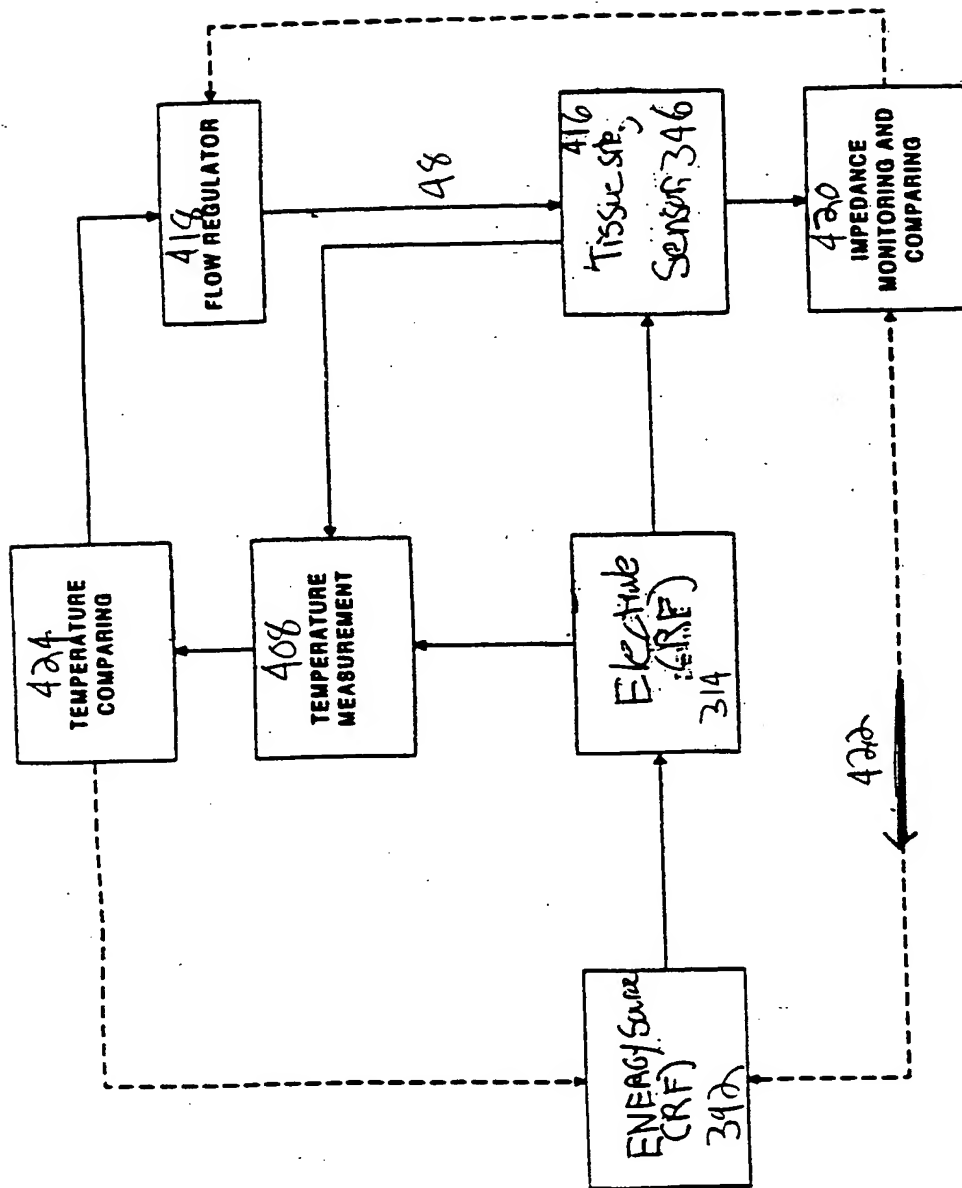 424
TEMPERATURE
COMPARING
418
FLOW REGULATOR
408
TEMPERATURE
MEASUREMENT
48
416
Tissue site,
Sensor 346
Electrode
(RF)
314
ENERGY Source
(RF)
392
422
420
IMPEDANCE
MONITORING AND
COMPARING